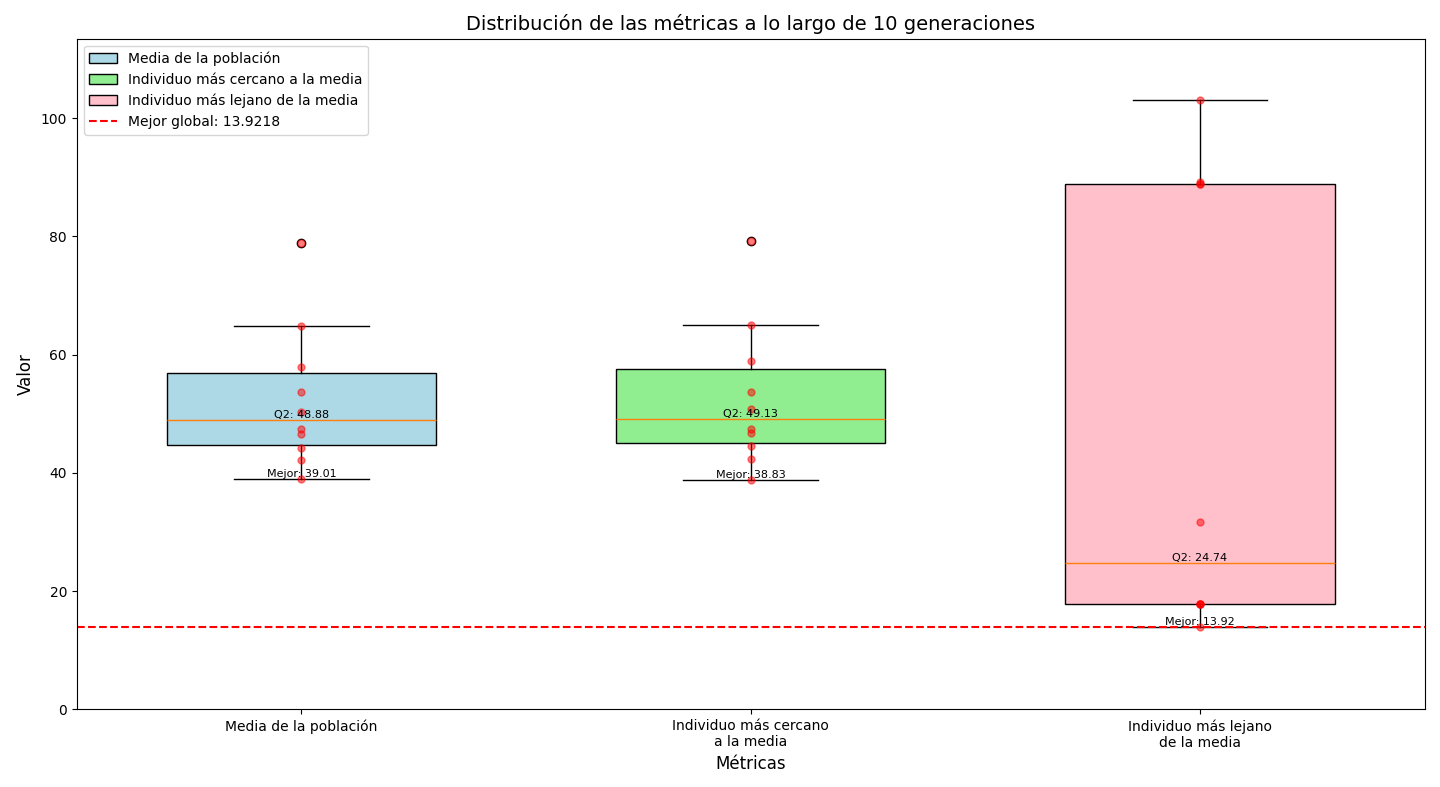 Distribución de las métricas a lo largo de 10 generaciones
Media de la población
Individuo más cercano a la media
Individuo más lejano de la media
Mejor global: 13.9218
Valor
100
80
60
40
20
0
Q2: 48.88
Mejor: 39.01
Q2: 49.13
Mejor: 38.83
Q2: 24.74
Mejor: 13.92
Media de la población
Individuo más cercano
a la media
Individuo más lejano
de la media
Métricas